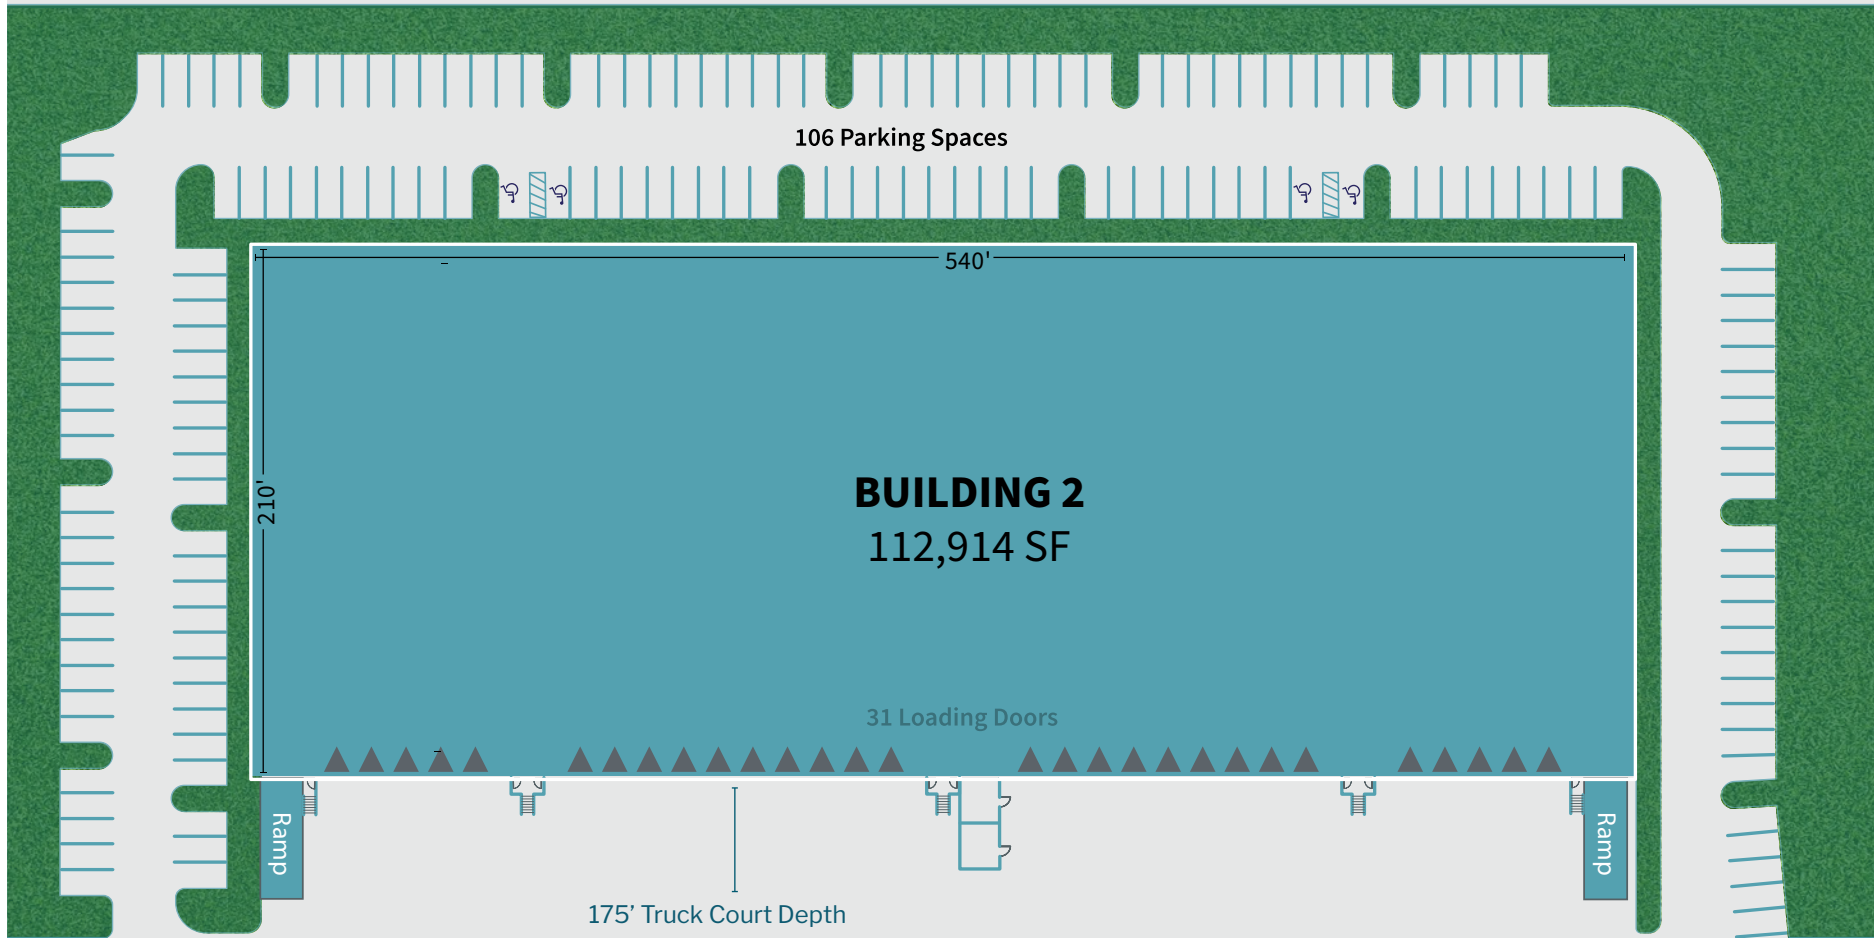 106 Parking Spaces
540'
210'
BUILDING 2
112,914 SF
31 Loading Doors
Ramp
Ramp
175’ Truck Court Depth